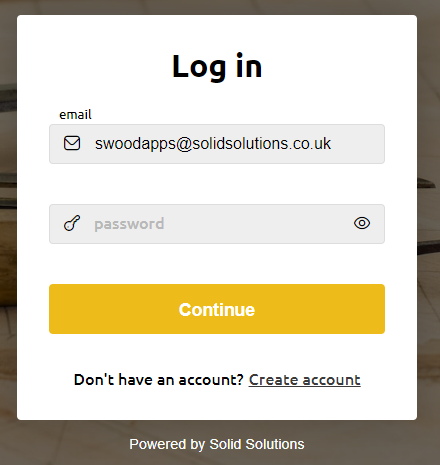 Log in
email
swoodapps@solidsolutions.co.uk
password
Continue
Don't have an account? Create account
Powered by Solid Solutions